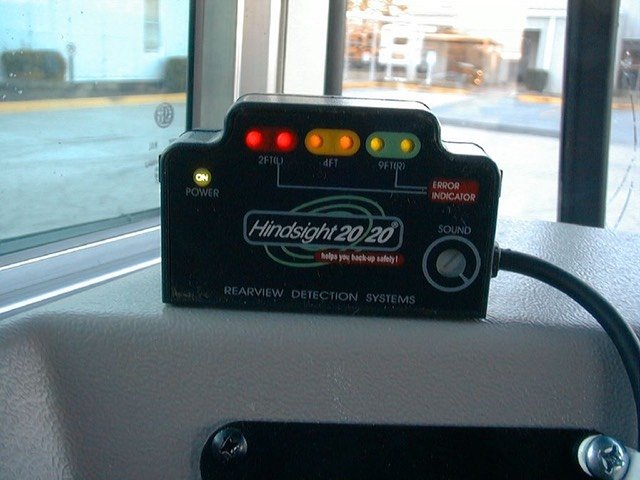 2FT(L) 4FT 9FT(R)
ON
POWER
ERROR
INDICATOR
SOUND
Hindsight 20/20®
helps you back-up safely!
REARVIEW DETECTION SYSTEMS